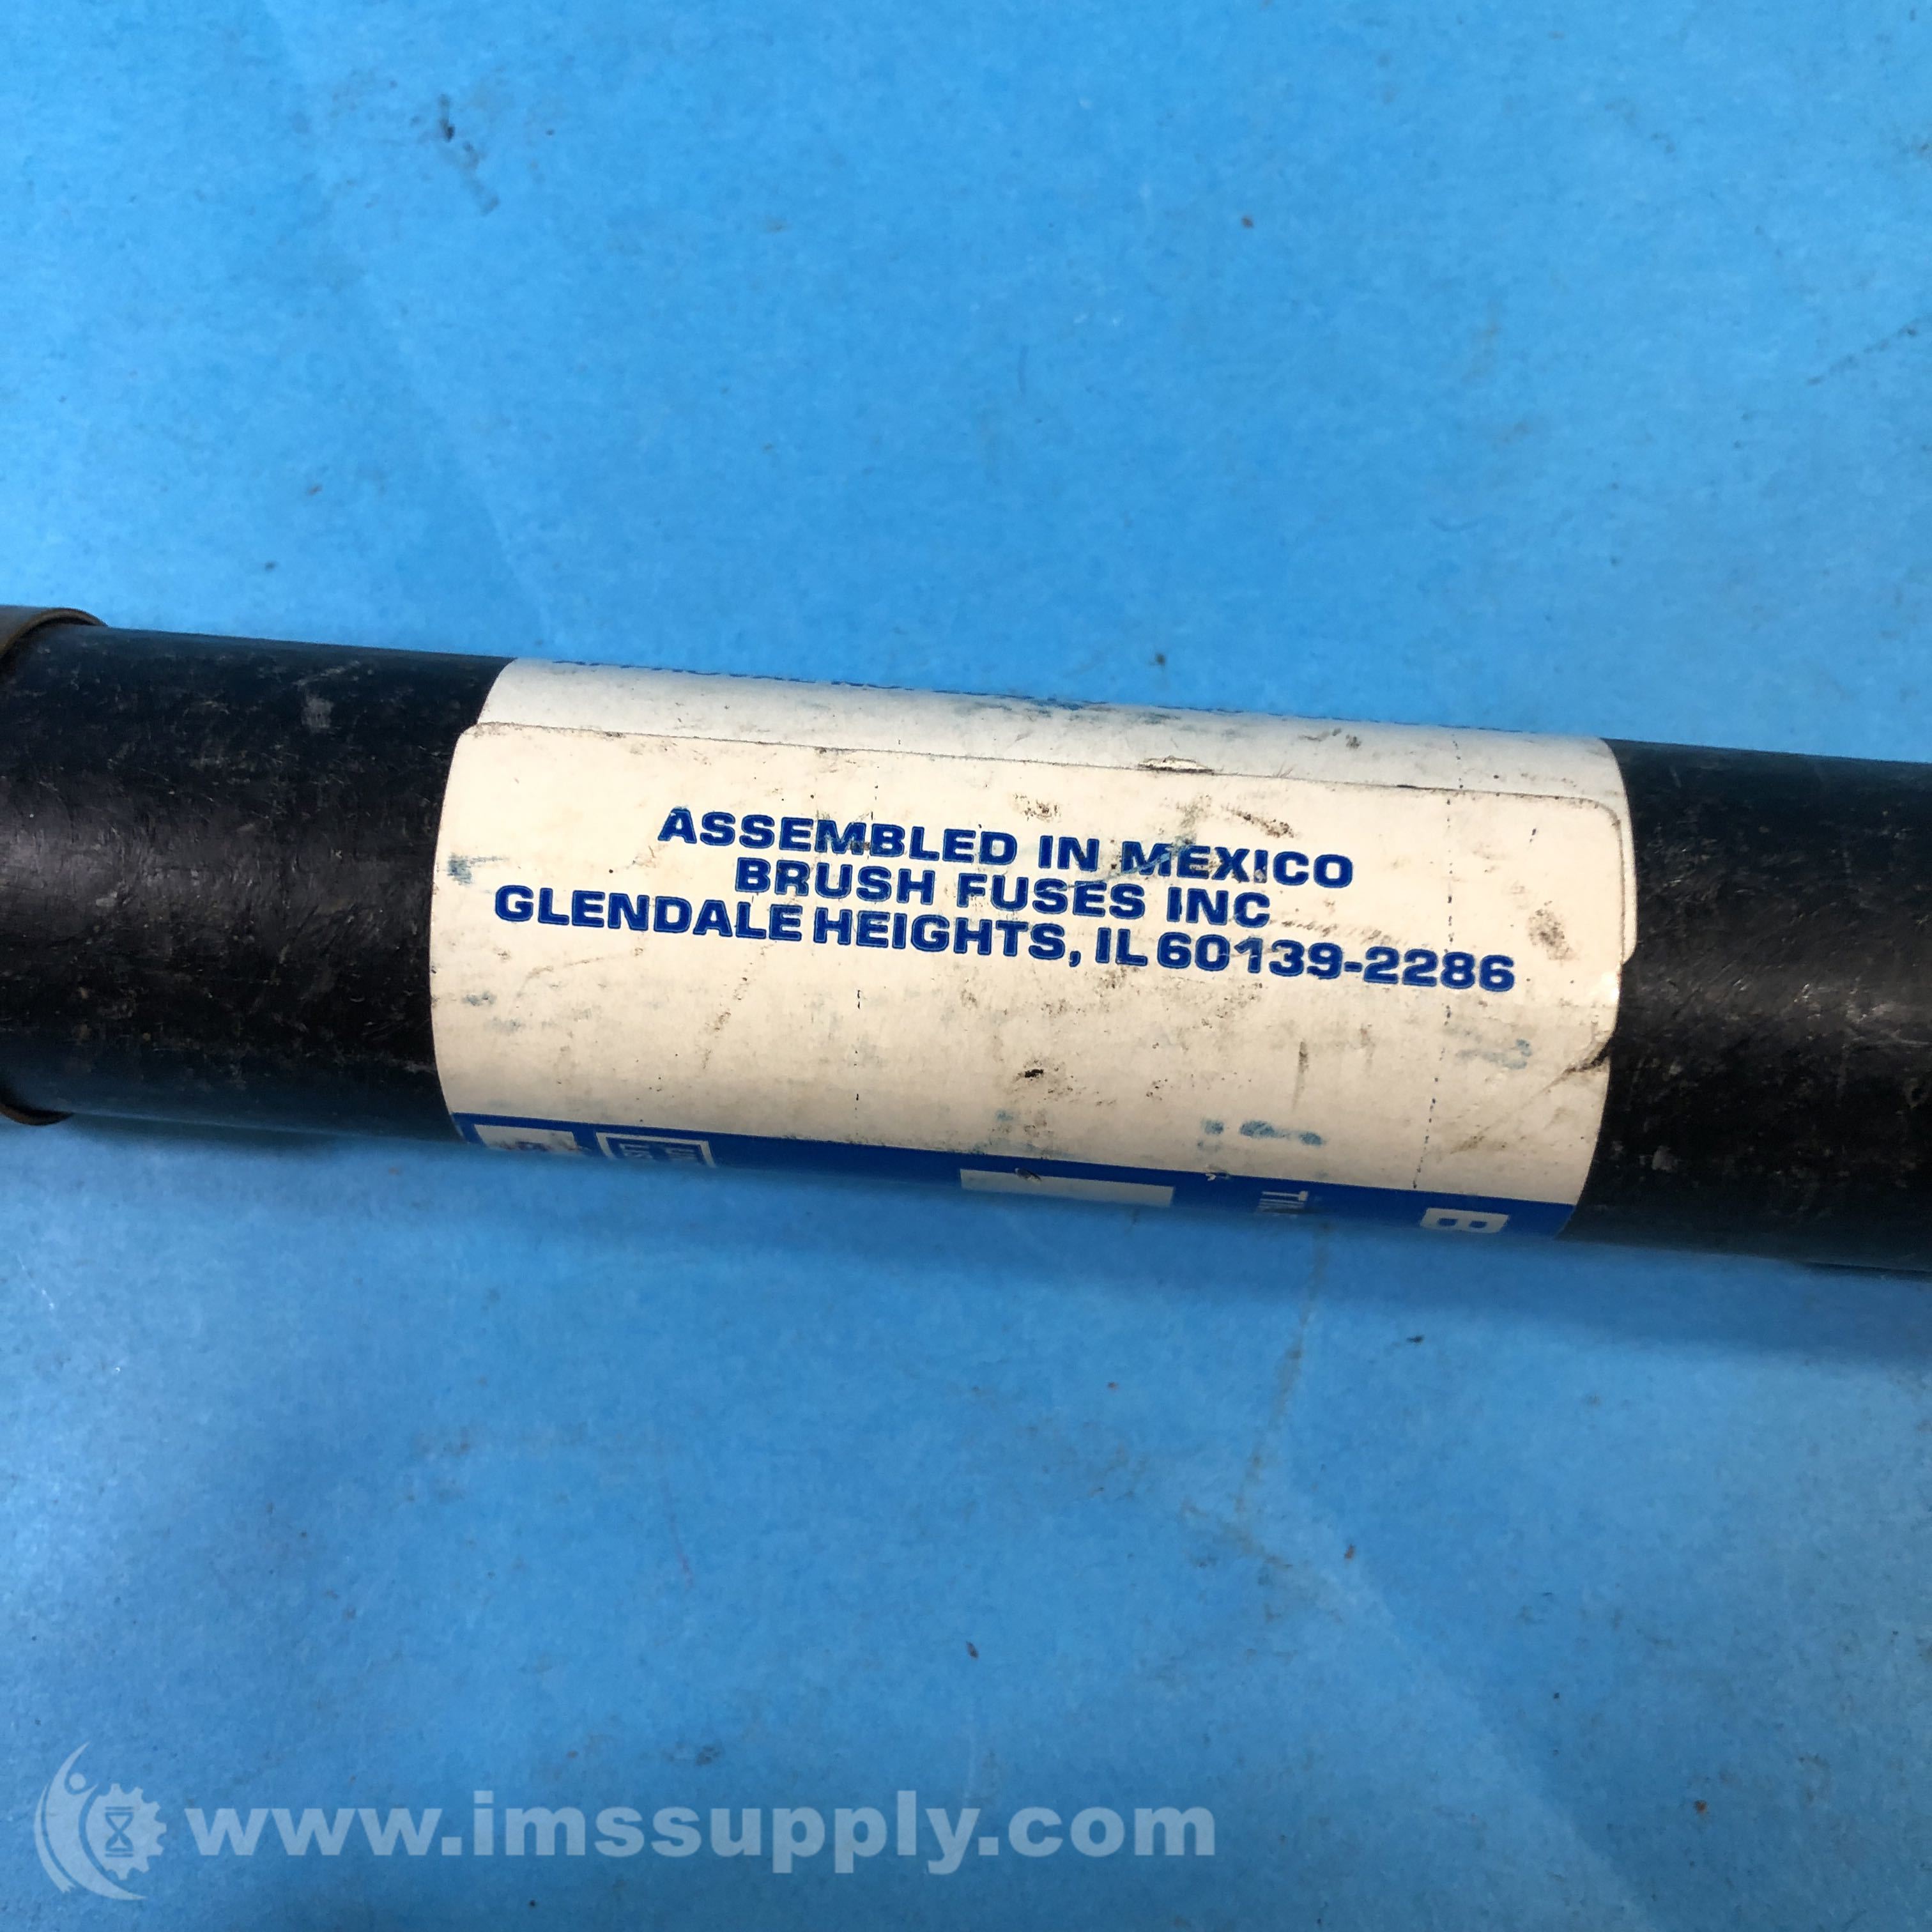 ASSEMBLED IN MEXICO
BRUSH FUSES INC
GLENDALE HEIGHTS, IL 60139-2286
B
www.imssupply.com